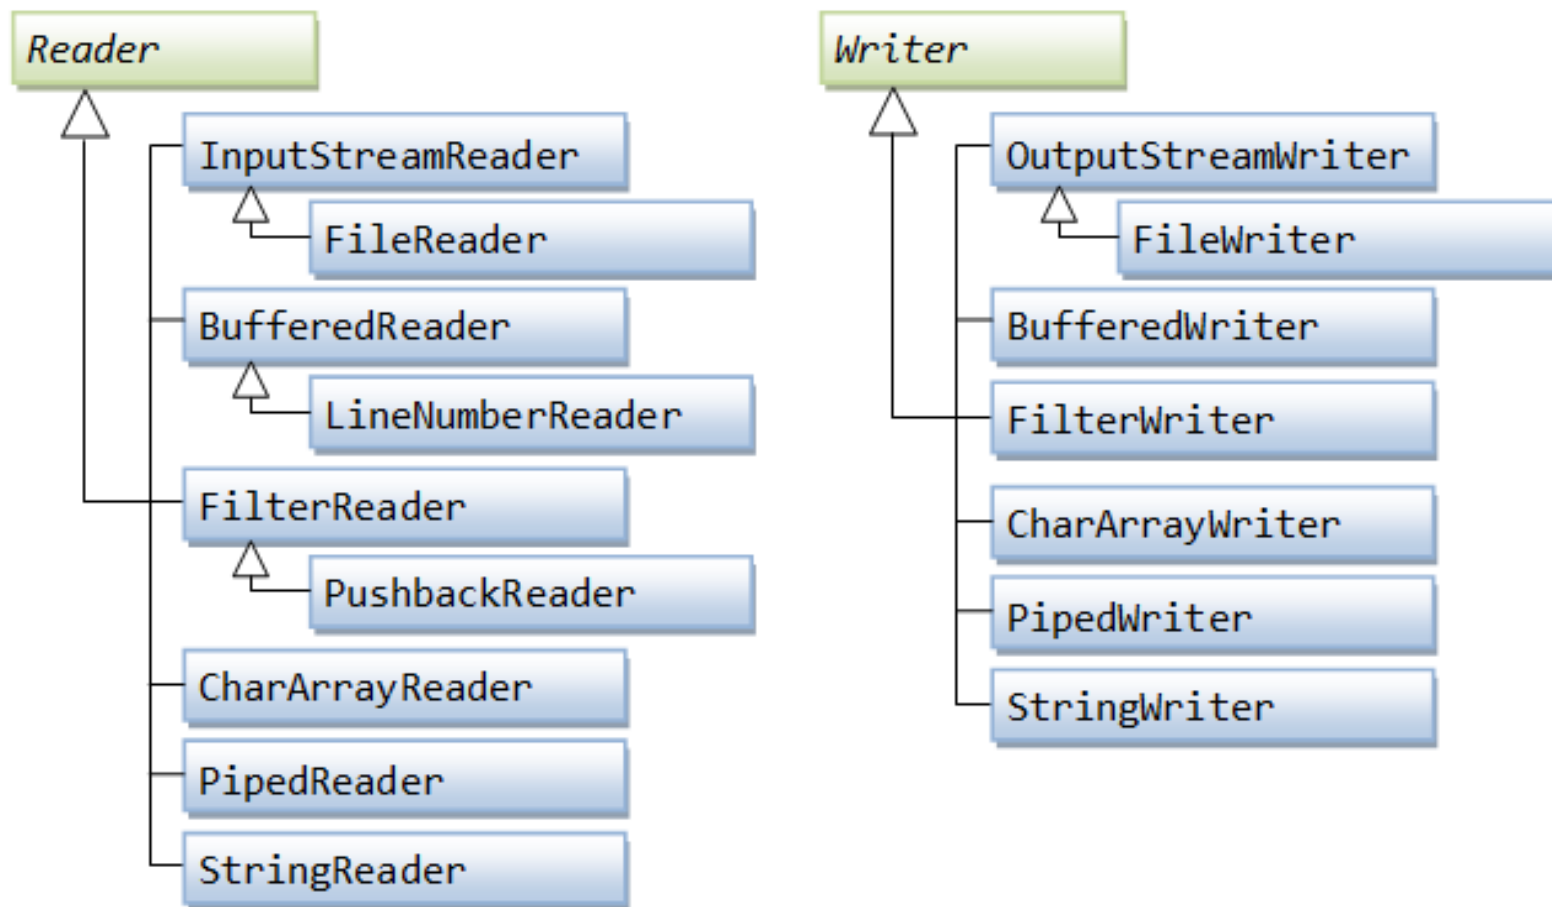 Reader
InputStreamReader
FileReader
BufferedReader
LineNumberReader
FilterReader
PushbackReader
CharArrayReader
PipedReader
StringReader
Writer
OutputStreamWriter
FileWriter
BufferedWriter
FilterWriter
CharArrayWriter
PipedWriter
StringWriter